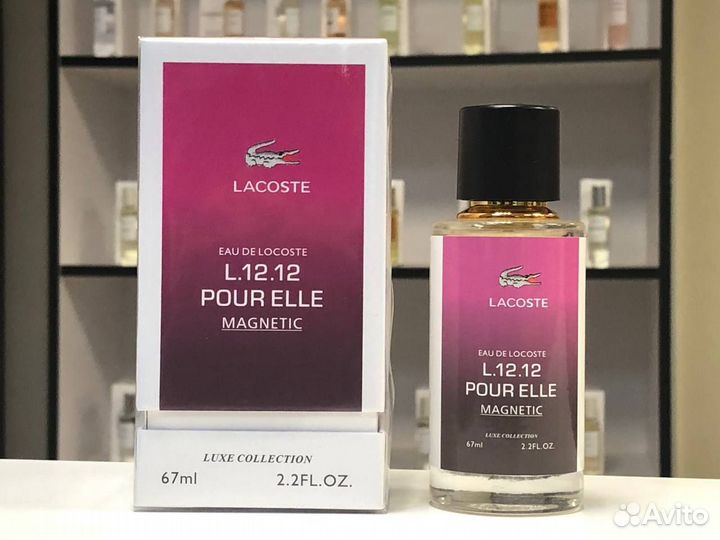 LACOSTE
EAU DE LOCOSTE
L.12.12
POUR ELLE
MAGNETIC
LUXE COLLECTION
67ml 2.2FL.OZ.
LACOSTE
EAU DE LOCOSTE
L.12.12
POUR ELLE
MAGNETIC
LUXE COLLECTION
67ml 2.2FL.OZ.
Avito